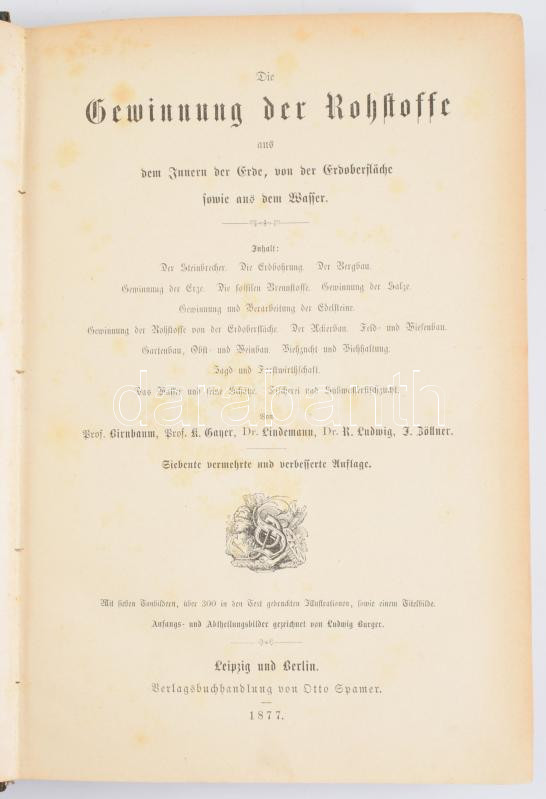 Die
Gewinnung der Rohstoffe
aus
dem Innern der Erde, von der Erdoberfläche
sowie aus dem Wasser.
Inhalt:
Der Steinbrecher. Die Erdbohrung. Der Bergbau.
Gewinnung der Erze. Die fossilen Brennstoffe. Gewinnung der Salze.
Gewinnung und Verarbeitung der Edelsteine.
Gewinnung der Rohstoffe von der Erdoberfläche. Der Ackerbau. Feld- und Wiesenbau.
Gartenbau, Obst- und Weinbau. Viehzucht und Viehhaltung.
Jagd und Forstwirthschaft.
Das Wasser und seine Schätze. Fischerei und Süßwasserfischzucht.
Von
Prof. Birnbaum, Prof. K. Gayer, Dr. Lindemann, Dr. R. Ludwig, J. Zöllner.
Siebente vermehrte und verbesserte Auflage.
Mit sieben Tonbildern, über 300 in den Text gedruckten Illustrationen, sowie einem Titelbilde.
Anfangs- und Abtheilungsbilder gezeichnet von Ludwig Burger.
Leipzig und Berlin.
Verlagsbuchhandlung von Otto Spamer.
1877.
darabanth